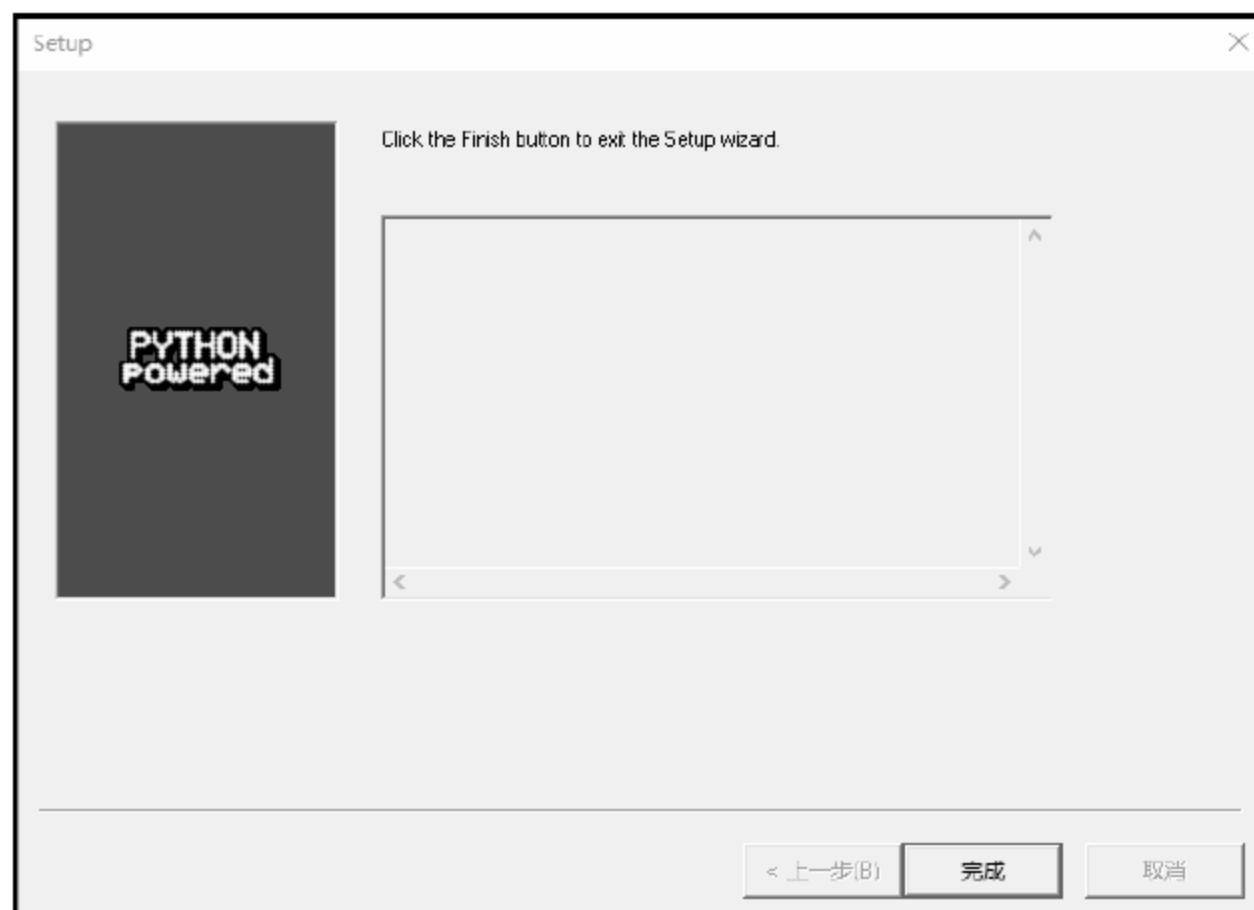 Setup
Click the Finish button to exit the Setup wizard.
PYTHON
powered
< 上一步(B)
完成
取消